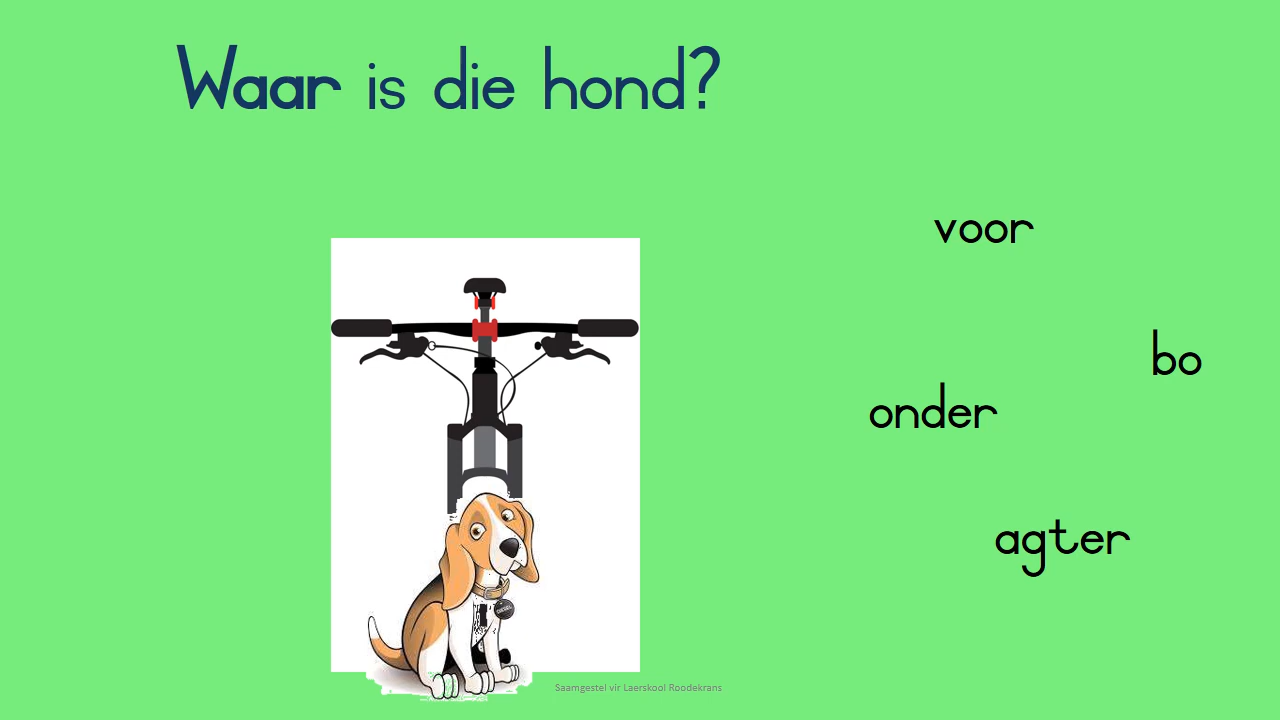 Waar is die hond?
voor
bo
onder
agter
Saamgestel vir Laerskool Roodekrans